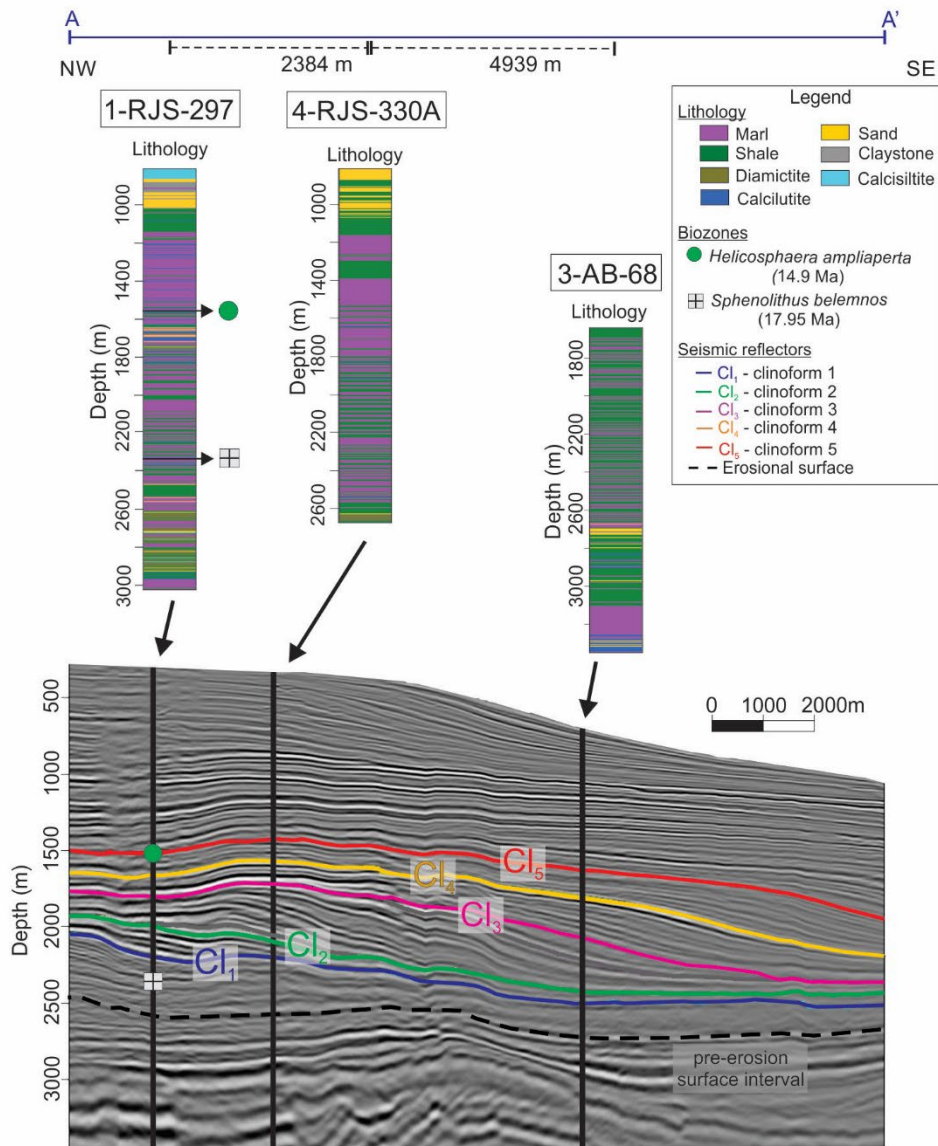 A A'
2384 m 4939 m
NW SE
1-RJS-297
4-RJS-330A
3-AB-68
Lithology
Lithology
Lithology
Depth (m)
1000
1400
1800
2200
2600
3000
Depth (m)
1000
1400
1800
2200
2600
Depth (m)
1800
2200
2600
3000
Legend
Lithology
Marl
Shale
Diamictite
Calcilutite
Sand
Claystone
Calcisiltite
Biozones
Helicosphaera ampliaperta
(14.9 Ma)
Sphenolithus belemnos
(17.95 Ma)
Seismic reflectors
Cl₁ - clinoform 1
Cl₂ - clinoform 2
Cl₃ - clinoform 3
Cl₄ - clinoform 4
Cl₅ - clinoform 5
Erosional surface
0 1000 2000m
Depth (m)
500
1000
1500
2000
2500
3000
Cl₅
Cl₄
Cl₃
Cl₂
Cl₁
pre-erosion
surface interval